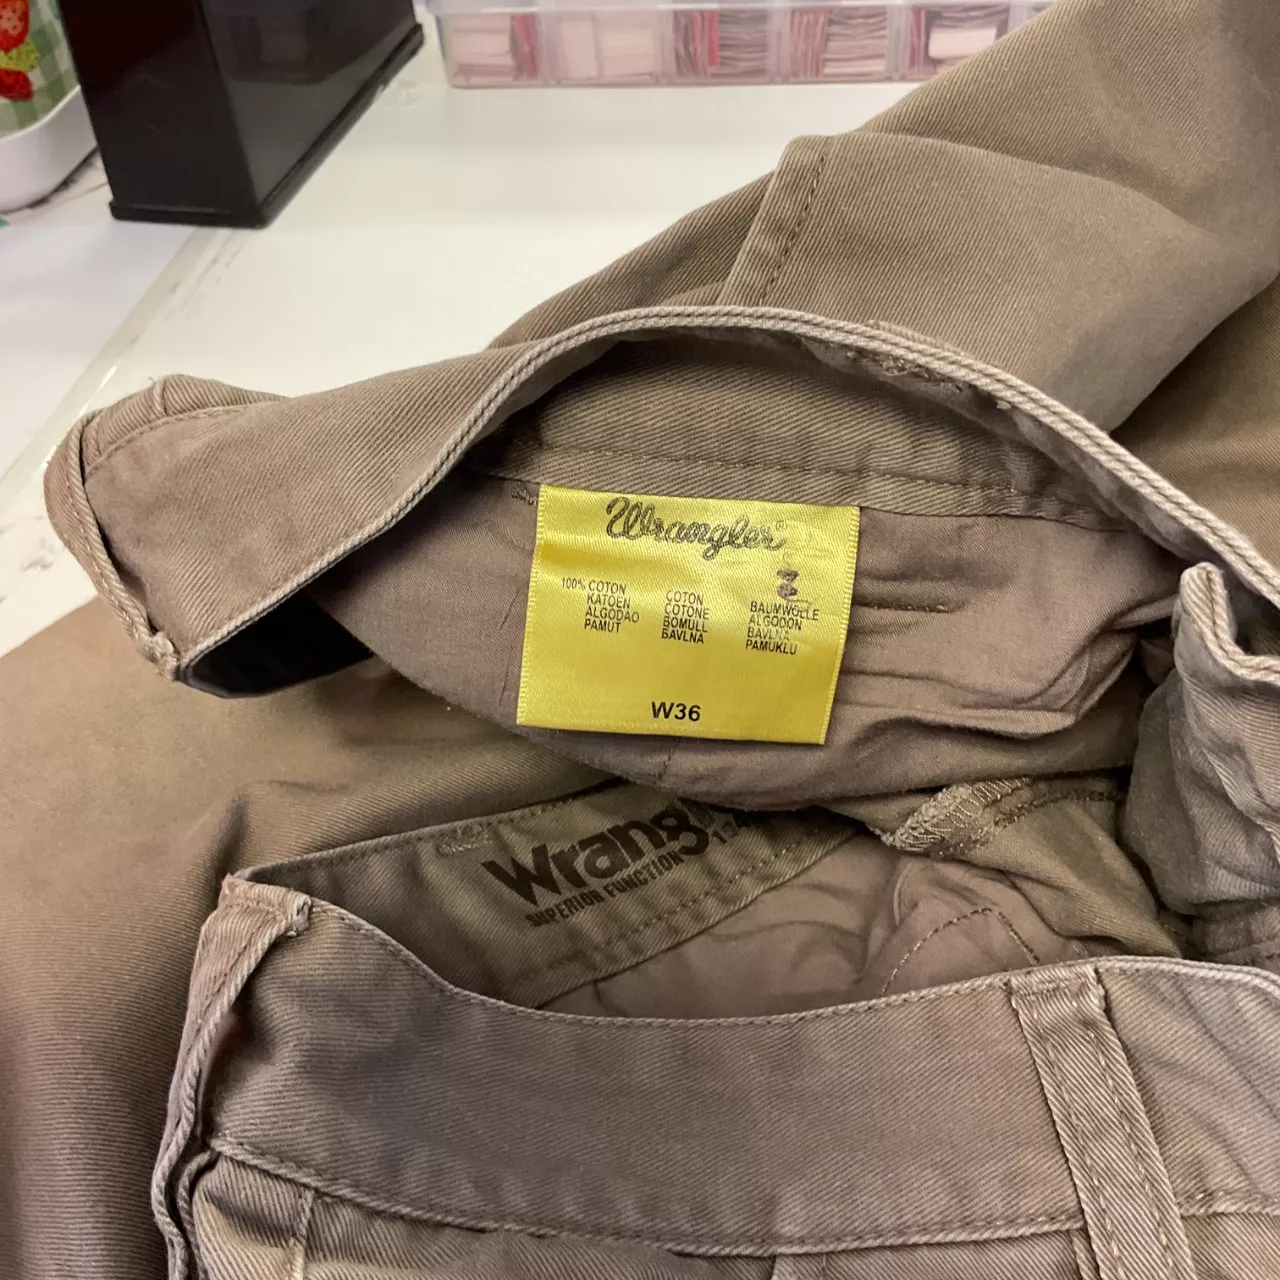 Wrangler®
100% COTON
KATOEN
ALGODAO
PAMUT
COTON
COTONE
BOMULL
BAVLNA
BAUMWOLLE
ALGODON
BAVLNA
PAMUKLU
W36
Wrang
SUPERIOR FUNCTION